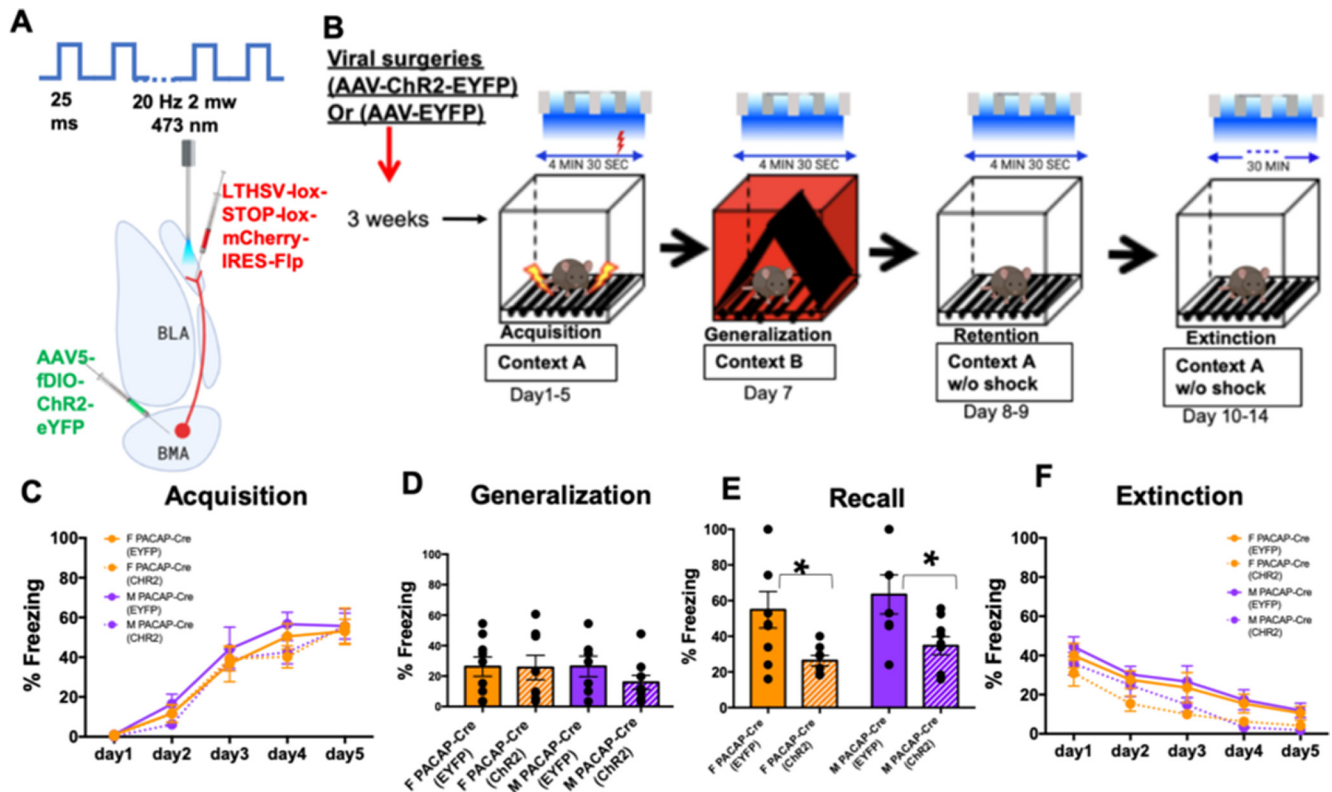 A
25
ms
20 Hz 2 mw
473 nm
LTHSV-lox-
STOP-lox-
mCherry-
IRES-Flp
BLA
AAV5-
fDIO-
ChR2-
eYFP
BMA
B
Viral surgeries
(AAV-ChR2-EYFP)
Or (AAV-EYFP)
3 weeks
4 MIN 30 SEC
Acquisition
Context A
Day1-5
4 MIN 30 SEC
Generalization
Context B
Day 7
4 MIN 30 SEC
Retention
Context A
w/o shock
Day 8-9
30 MIN
Extinction
Context A
w/o shock
Day 10-14
C
Acquisition
% Freezing
100
80
60
40
20
0
F PACAP-Cre
(EYFP)
F PACAP-Cre
(CHR2)
M PACAP-Cre
(EYFP)
M PACAP-Cre
(CHR2)
day1 day2 day3 day4 day5
D
Generalization
% Freezing
100
80
60
40
20
0
F PACAP-Cre
(EYFP)
F PACAP-Cre
(ChR2)
M PACAP-Cre
(EYFP)
M PACAP-Cre
(ChR2)
E
Recall
% Freezing
100
80
60
40
20
0
*
*
F PACAP-Cre
(EYFP)
F PACAP-Cre
(ChR2)
M PACAP-Cre
(EYFP)
M PACAP-Cre
(ChR2)
F
Extinction
% Freezing
100
80
60
40
20
0
F PACAP-Cre
(EYFP)
F PACAP-Cre
(CHR2)
M PACAP-Cre
(EYFP)
M PACAP-Cre
(CHR2)
day1 day2 day3 day4 day5